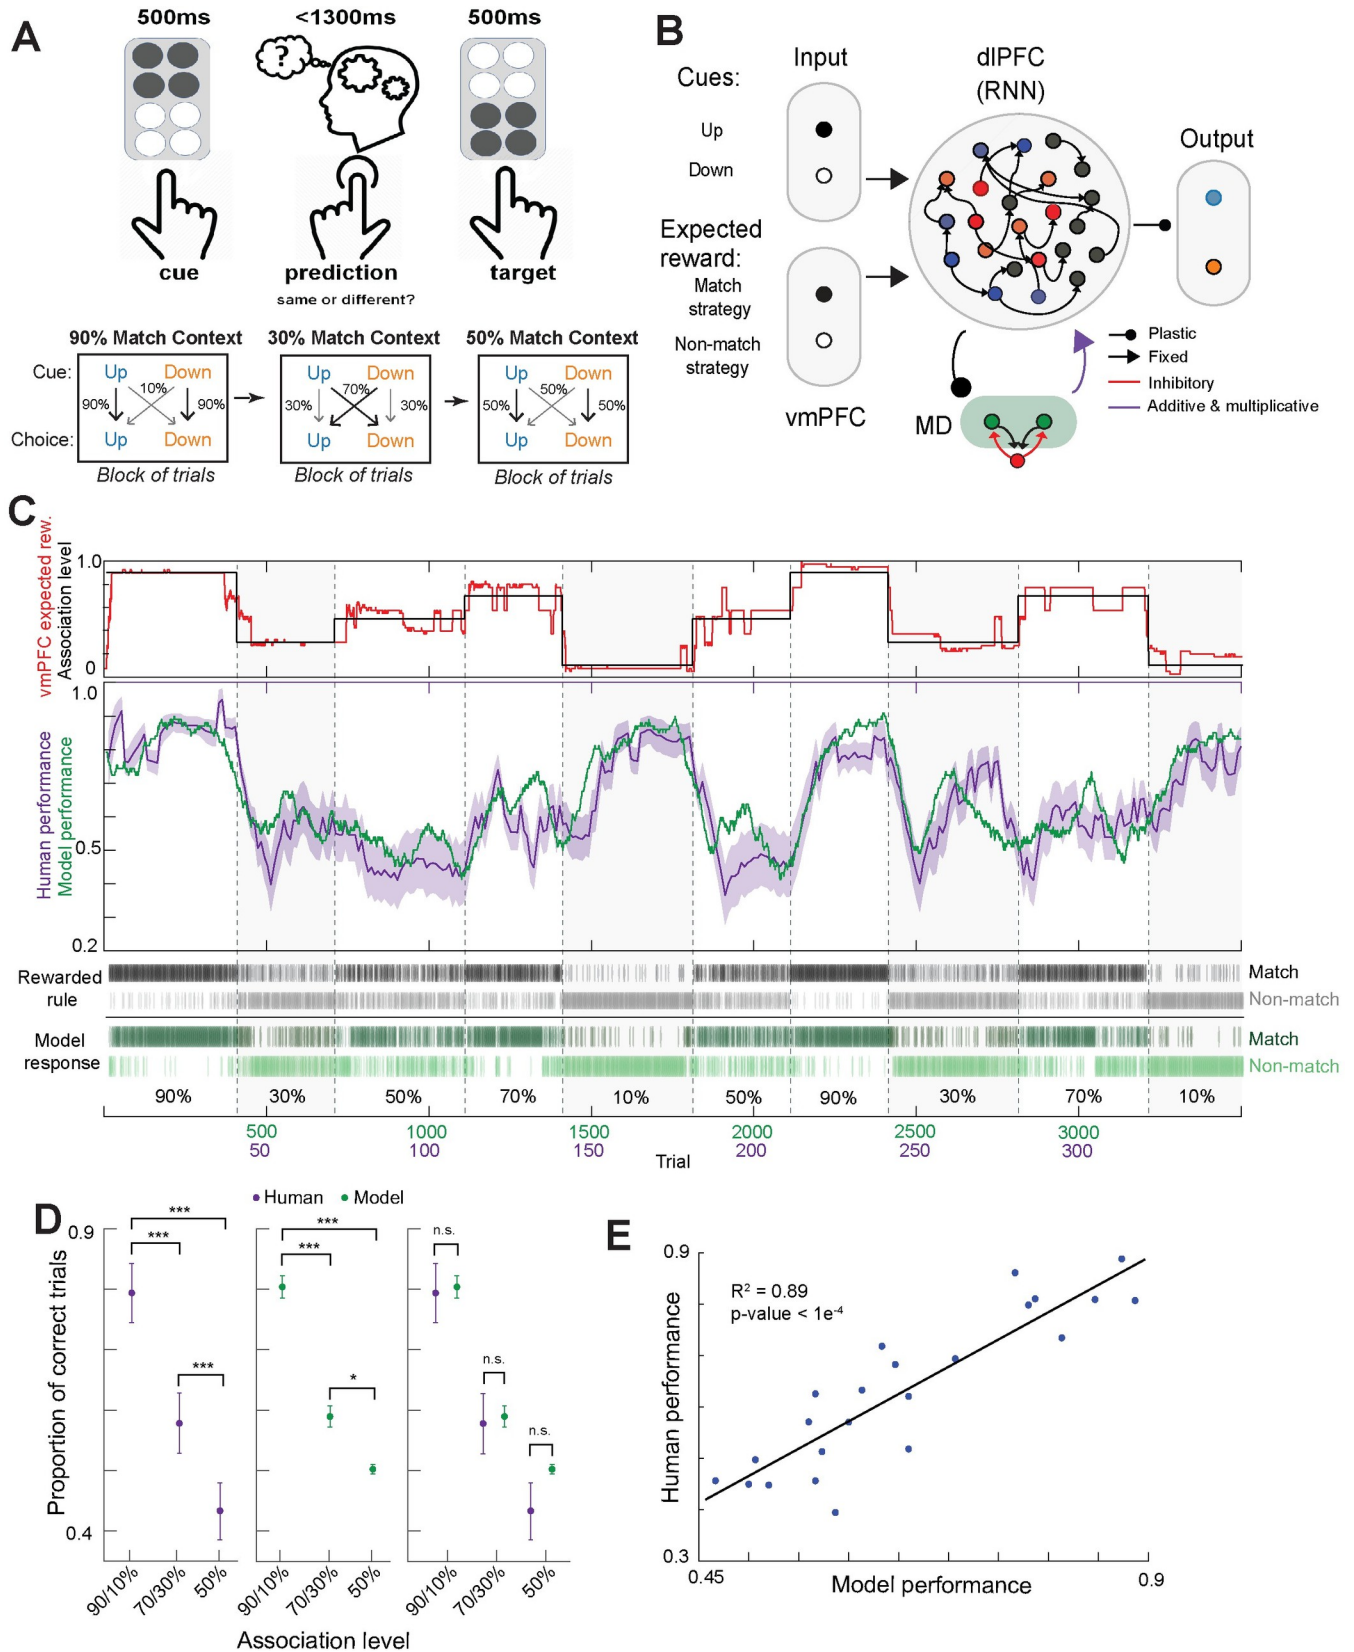 A
500ms
<1300ms
500ms
?
cue
prediction
target
same or different?
90% Match Context
30% Match Context
50% Match Context
Cue:
Up
Down
Up
Down
Up
Down
10%
70%
50%
90%
90%
30%
30%
50%
50%
Choice:
Up
Down
Up
Down
Up
Down
Block of trials
Block of trials
Block of trials
B
Input
dlPFC
(RNN)
Cues:
Up
Down
Output
Expected
reward:
Match
strategy
Non-match
strategy
vmPFC
MD
Plastic
Fixed
Inhibitory
Additive & multiplicative
C
vmPFC expected rew.
Association level
1.0
0
Human performance
Model performance
1.0
0.5
0.2
Rewarded
rule
Match
Non-match
Model
response
Match
Non-match
90%
30%
50%
70%
10%
50%
90%
30%
70%
10%
500
1000
1500
2000
2500
3000
50
100
150
200
250
300
Trial
D
Human
Model
Proportion of correct trials
0.9
0.4
***
***
***
***
***
*
n.s.
n.s.
n.s.
90/10%
70/30%
50%
90/10%
70/30%
50%
90/10%
70/30%
50%
Association level
E
Human performance
0.9
0.3
R² = 0.89
p-value < 1e⁻⁴
0.45
Model performance
0.9